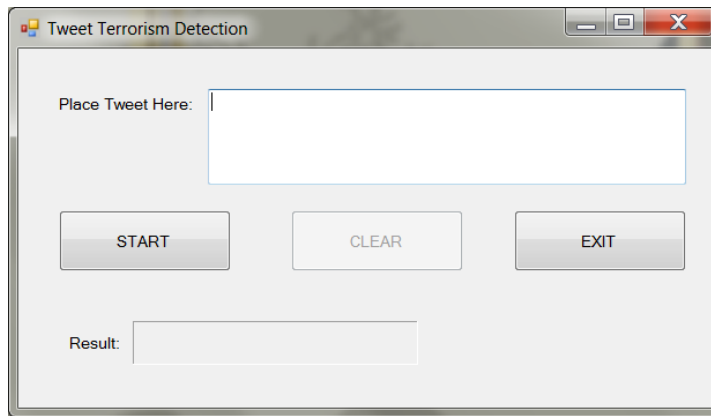 Tweet Terrorism Detection
Place Tweet Here:
START CLEAR EXIT
Result: